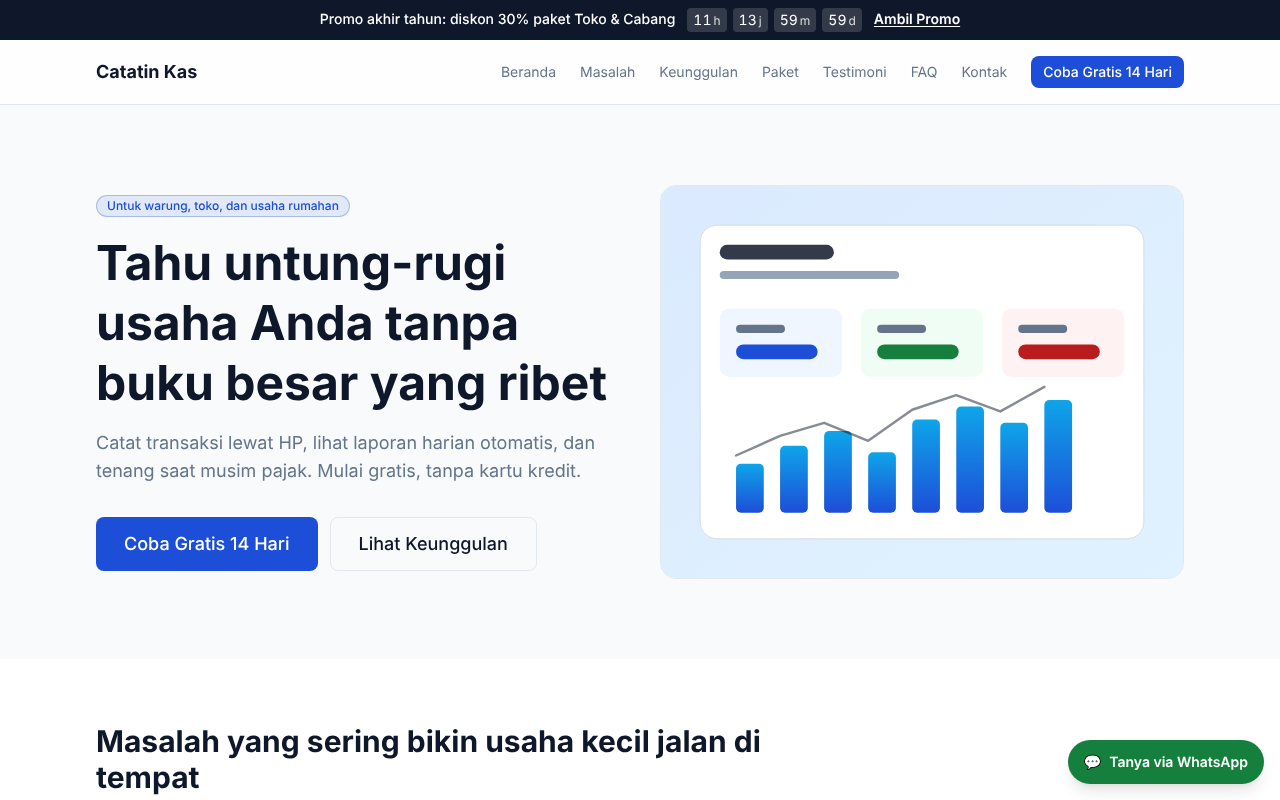 Promo akhir tahun: diskon 30% paket Toko & Cabang 11h 13j 59m 59d Ambil Promo
Catatin Kas Beranda Masalah Keunggulan Paket Testimoni FAQ Kontak Coba Gratis 14 Hari
Untuk warung, toko, dan usaha rumahan
Tahu untung-rugi
usaha Anda tanpa
buku besar yang ribet
Catat transaksi lewat HP, lihat laporan harian otomatis, dan
tenang saat musim pajak. Mulai gratis, tanpa kartu kredit.
Coba Gratis 14 Hari Lihat Keunggulan
Masalah yang sering bikin usaha kecil jalan di
tempat
Tanya via WhatsApp